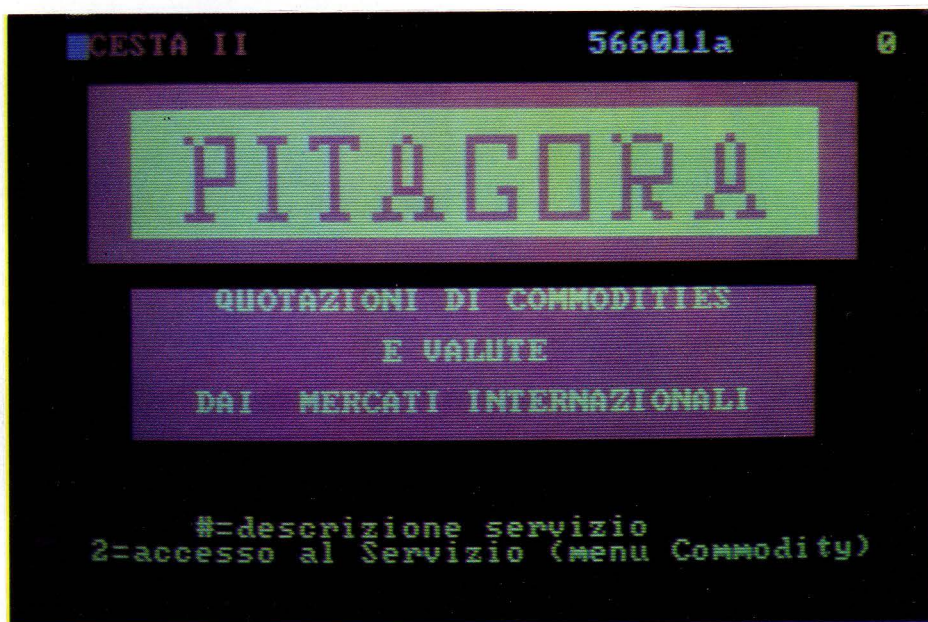 CESTA II 566011a 0
PITAGORA
QUOTAZIONI DI COMMODITIES
E VALUTE
DAI MERCATI INTERNAZIONALI
#=descrizione servizio
2=accesso al Servizio (menu Commodity)